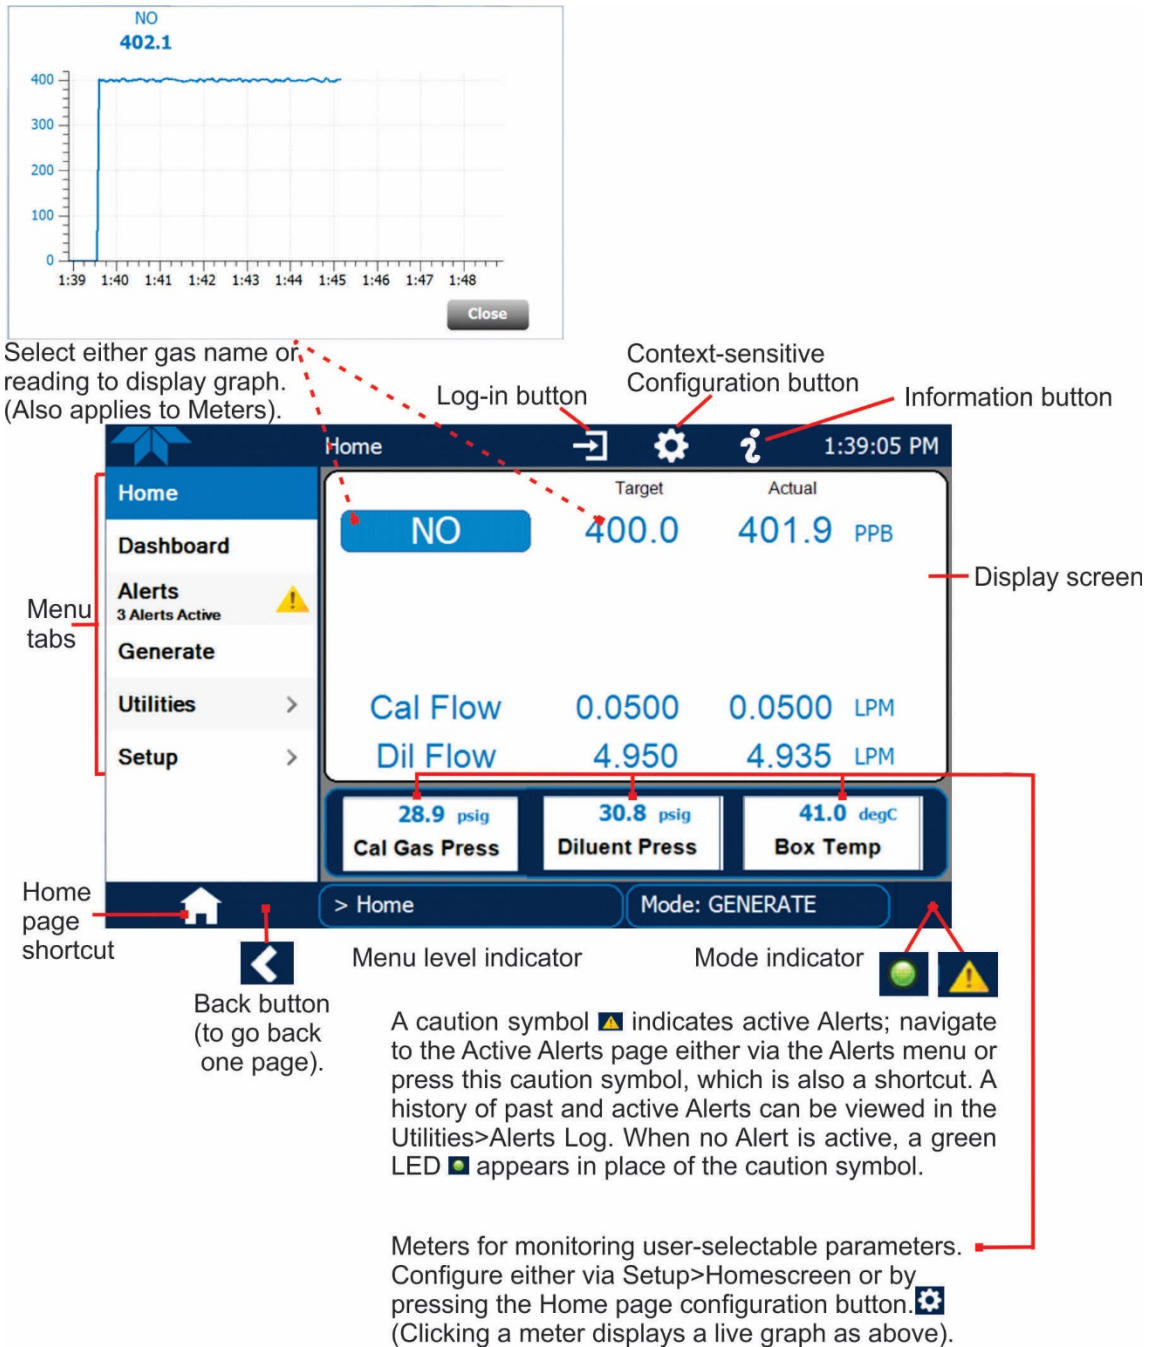 NO
402.1
400
300
200
100
0
1:39 1:40 1:41 1:42 1:43 1:44 1:45 1:46 1:47 1:48
Close
Select either gas name or
reading to display graph.
(Also applies to Meters).
Log-in button
Context-sensitive
Configuration button
Information button
Home
1:39:05 PM
Menu
tabs
Home
Dashboard
Alerts
3 Alerts Active
Generate
Utilities >
Setup >
Target Actual
NO 400.0 401.9 PPB
Display screen
Cal Flow 0.0500 0.0500 LPM
Dil Flow 4.950 4.935 LPM
28.9 psig
Cal Gas Press
30.8 psig
Diluent Press
41.0 degC
Box Temp
Home
page
shortcut
> Home
Mode: GENERATE
Back button
(to go back
one page).
Menu level indicator
Mode indicator
A caution symbol indicates active Alerts; navigate
to the Active Alerts page either via the Alerts menu or
press this caution symbol, which is also a shortcut. A
history of past and active Alerts can be viewed in the
Utilities>Alerts Log. When no Alert is active, a green
LED appears in place of the caution symbol.
Meters for monitoring user-selectable parameters.
Configure either via Setup>Homescreen or by
pressing the Home page configuration button.
(Clicking a meter displays a live graph as above).